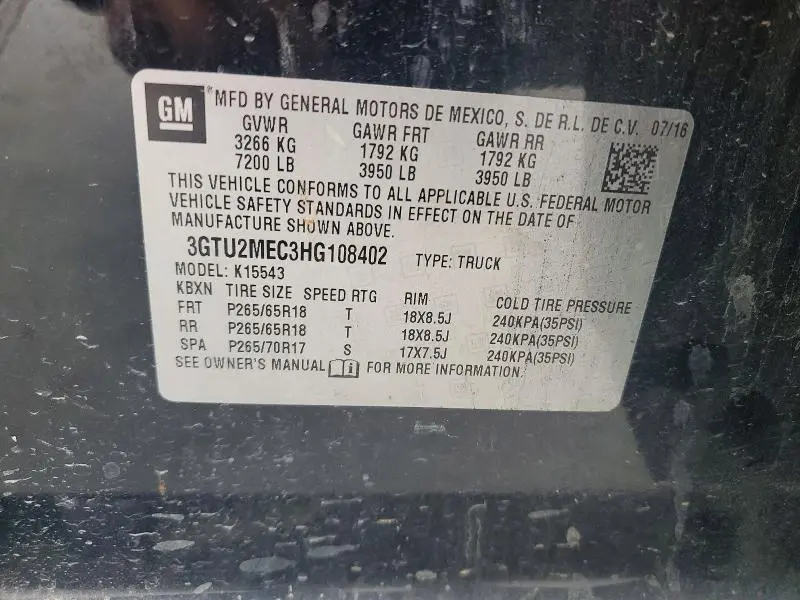 GM ® MFD BY GENERAL MOTORS DE MEXICO, S. DE R.L. DE C.V. 07/16
GVWR GAWR FRT GAWR RR
3266 KG 1792 KG 1792 KG
7200 LB 3950 LB 3950 LB
THIS VEHICLE CONFORMS TO ALL APPLICABLE U.S. FEDERAL MOTOR
VEHICLE SAFETY STANDARDS IN EFFECT ON THE DATE OF
MANUFACTURE SHOWN ABOVE.
3GTU2MEC3HG108402 TYPE: TRUCK
MODEL: K15543
KBXN TIRE SIZE SPEED RTG RIM COLD TIRE PRESSURE
FRT P265/65R18 T 18X8.5J 240KPA(35PSI)
RR P265/65R18 T 18X8.5J 240KPA(35PSI)
SPA P265/70R17 S 17X7.5J 240KPA(35PSI)
SEE OWNER'S MANUAL FOR MORE INFORMATION.